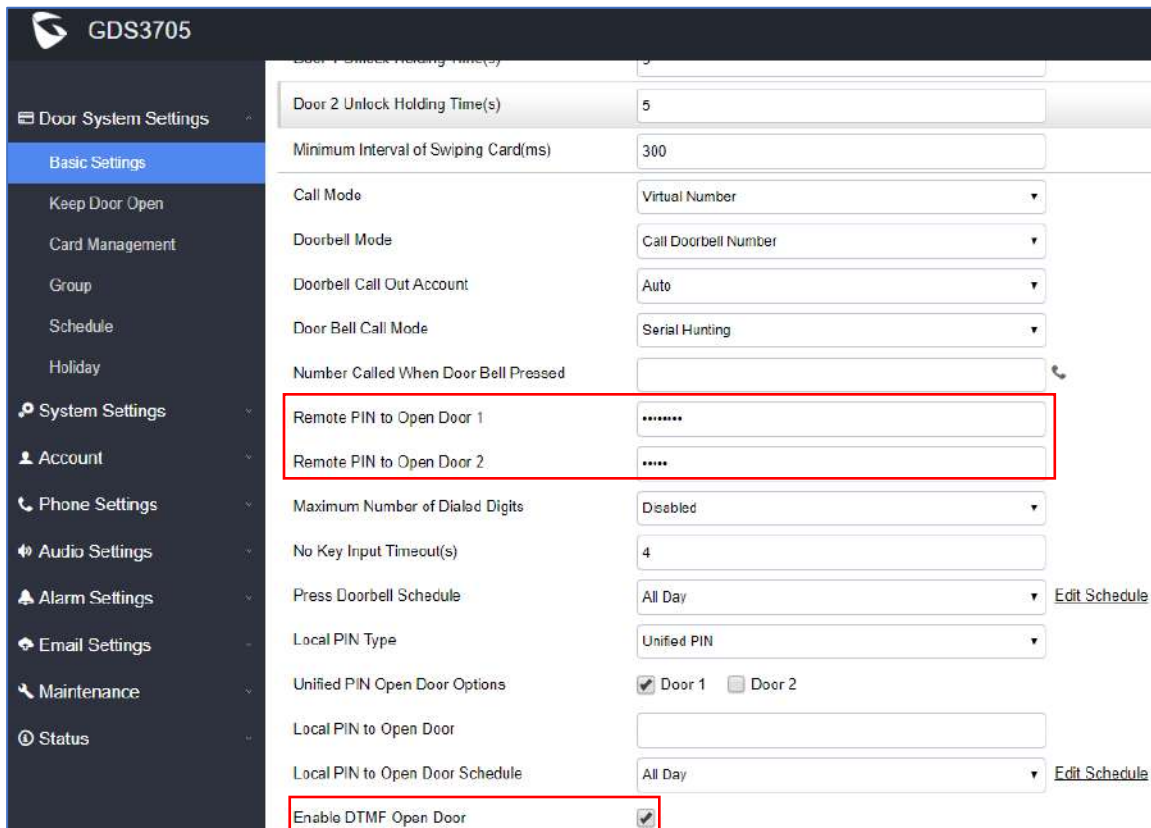 GDS3705
Door System Settings
Basic Settings
Keep Door Open
Card Management
Group
Schedule
Holiday
System Settings
Account
Phone Settings
Audio Settings
Alarm Settings
Email Settings
Maintenance
Status
Door 2 Unlock Holding Time(s) 5
Minimum Interval of Swiping Card(ms) 300
Call Mode Virtual Number
Doorbell Mode Call Doorbell Number
Doorbell Call Out Account Auto
Door Bell Call Mode Serial Hunting
Number Called When Door Bell Pressed
Remote PIN to Open Door 1 ••••••••
Remote PIN to Open Door 2 •••••
Maximum Number of Dialed Digits Disabled
No Key Input Timeout(s) 4
Press Doorbell Schedule All Day Edit Schedule
Local PIN Type Unified PIN
Unified PIN Open Door Options Door 1 Door 2
Local PIN to Open Door
Local PIN to Open Door Schedule All Day Edit Schedule
Enable DTMF Open Door